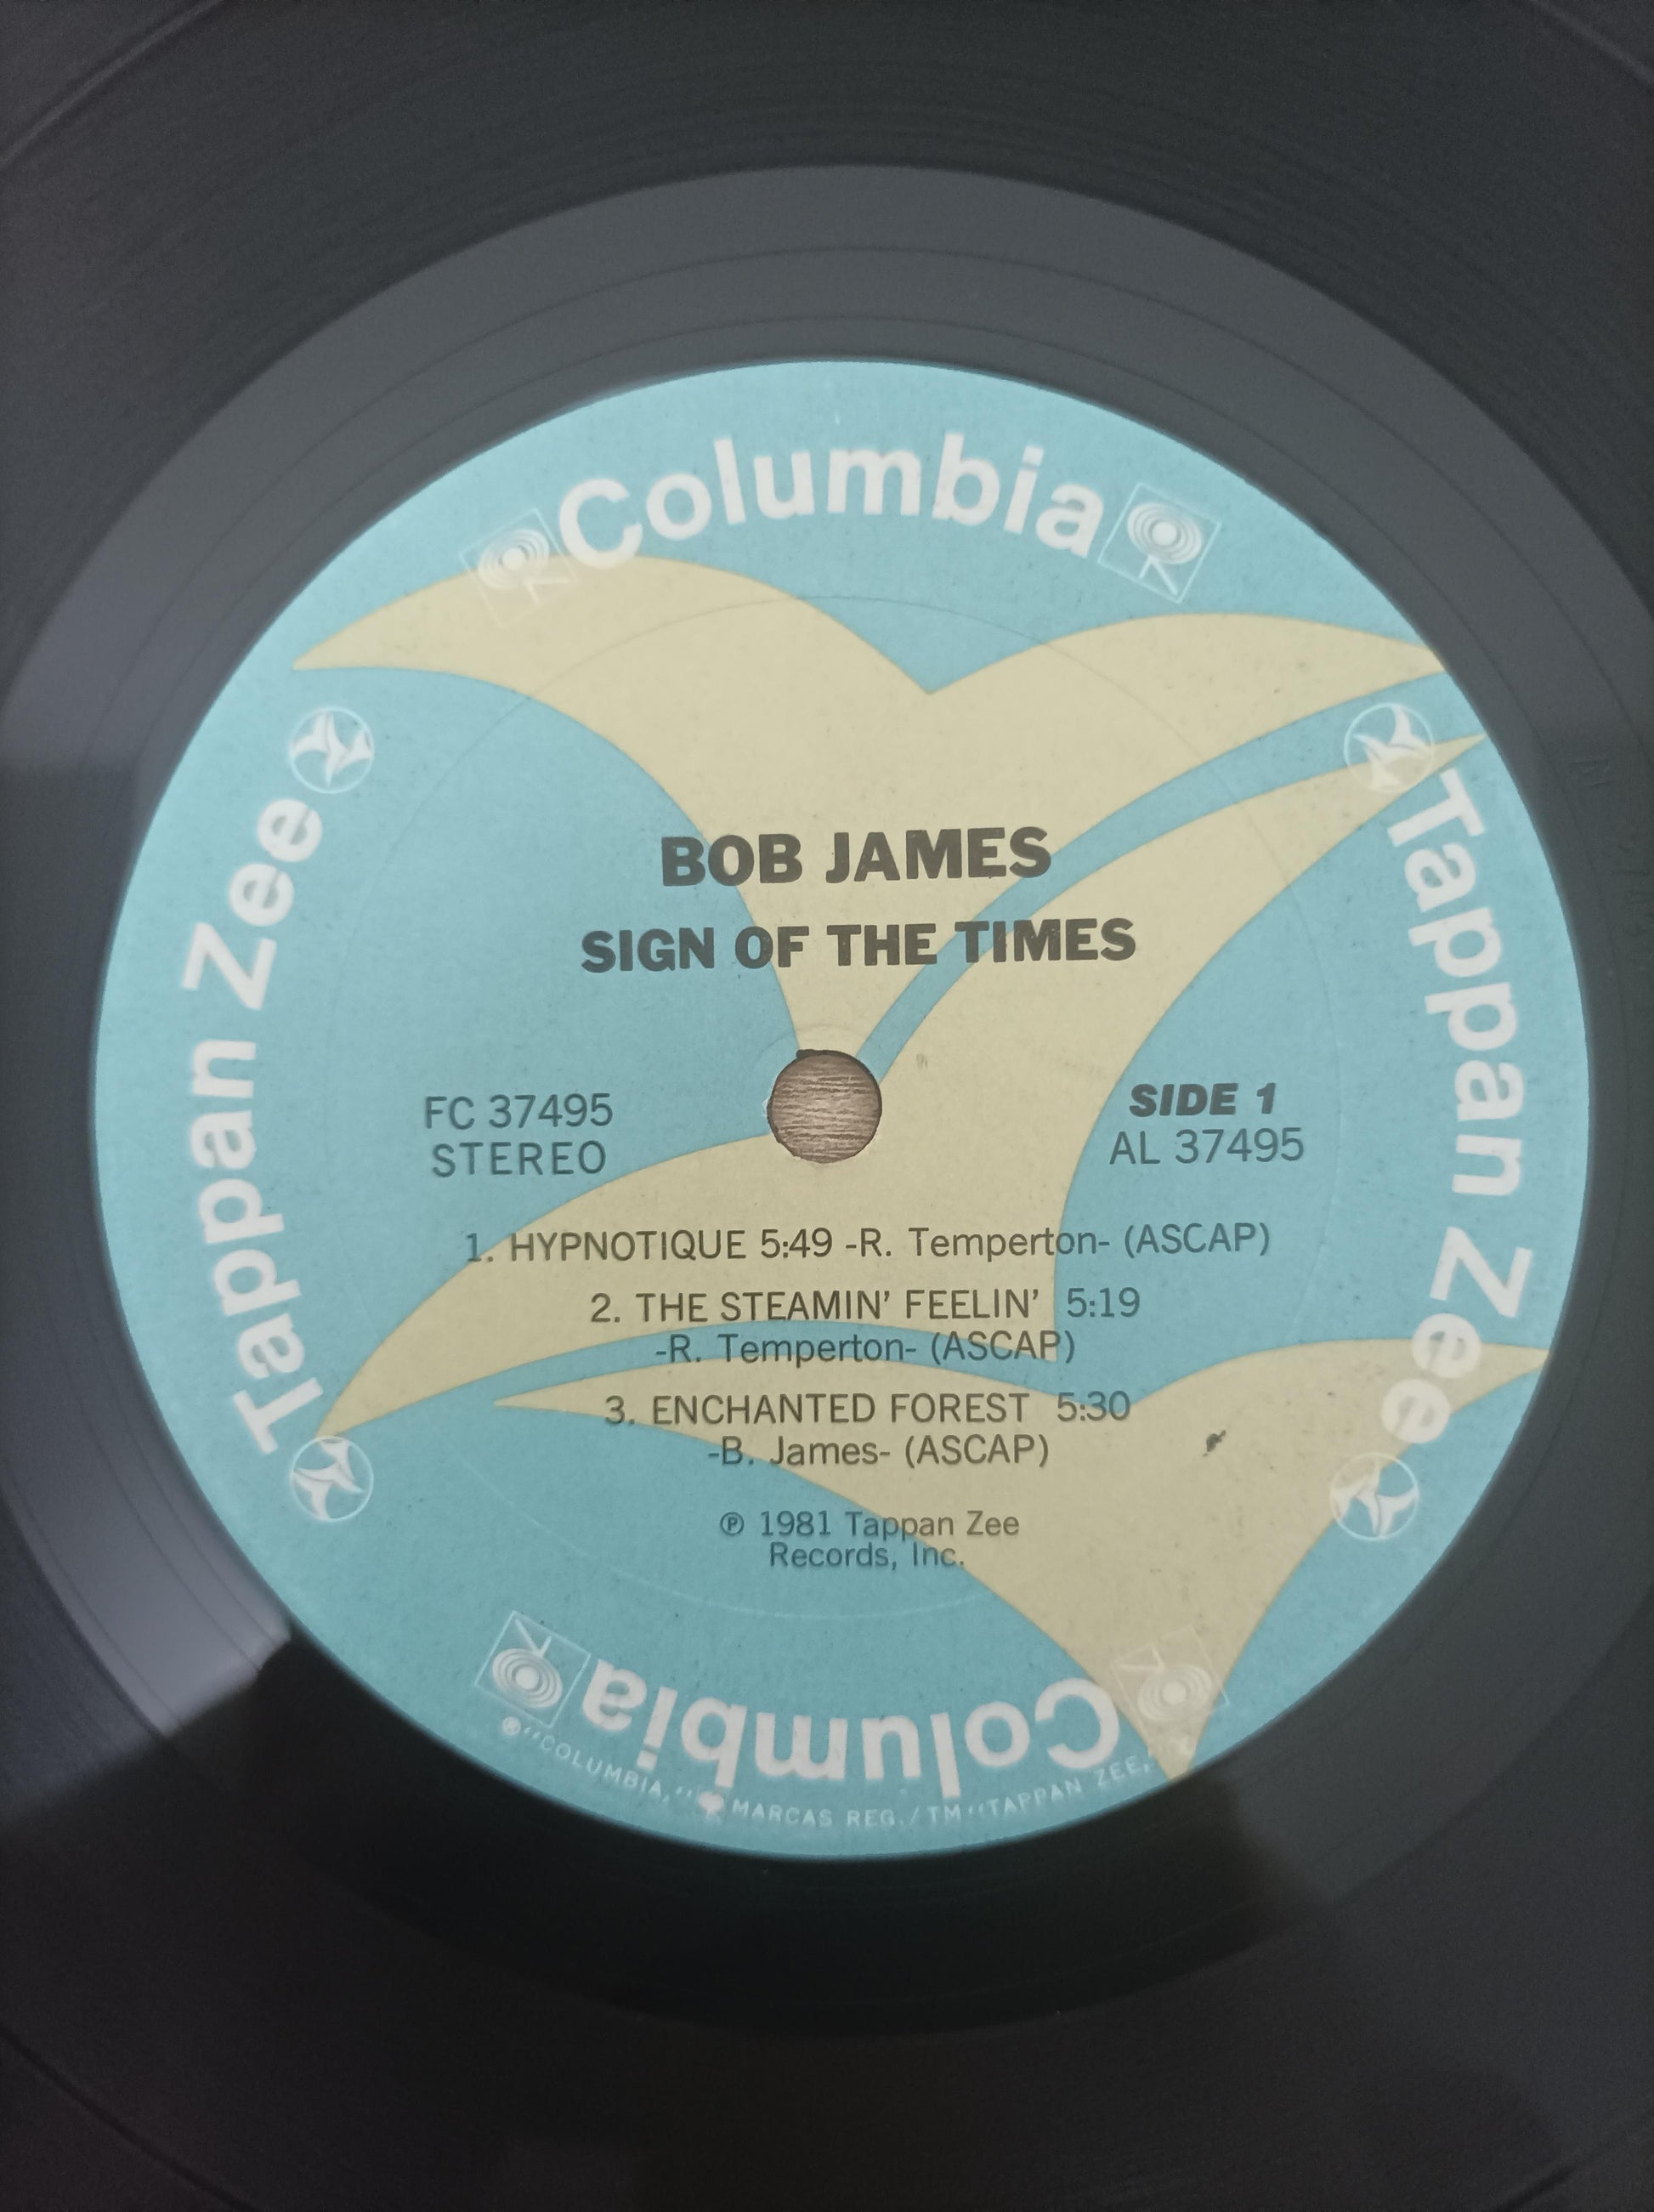 Columbia
Tappan Zee
Tappan Zee
BOB JAMES
SIGN OF THE TIMES
FC 37495
STEREO
SIDE 1
AL 37495
1. HYPNOTIQUE 5:49 -R. Temperton- (ASCAP)
2. THE STEAMIN' FEELIN' 5:19
-R. Temperton- (ASCAP)
3. ENCHANTED FOREST 5:30
-B. James- (ASCAP)
℗ 1981 Tappan Zee
Records, Inc.
Columbia
®"COLUMBIA," MARCAS REG./TM "TAPPAN ZEE,"